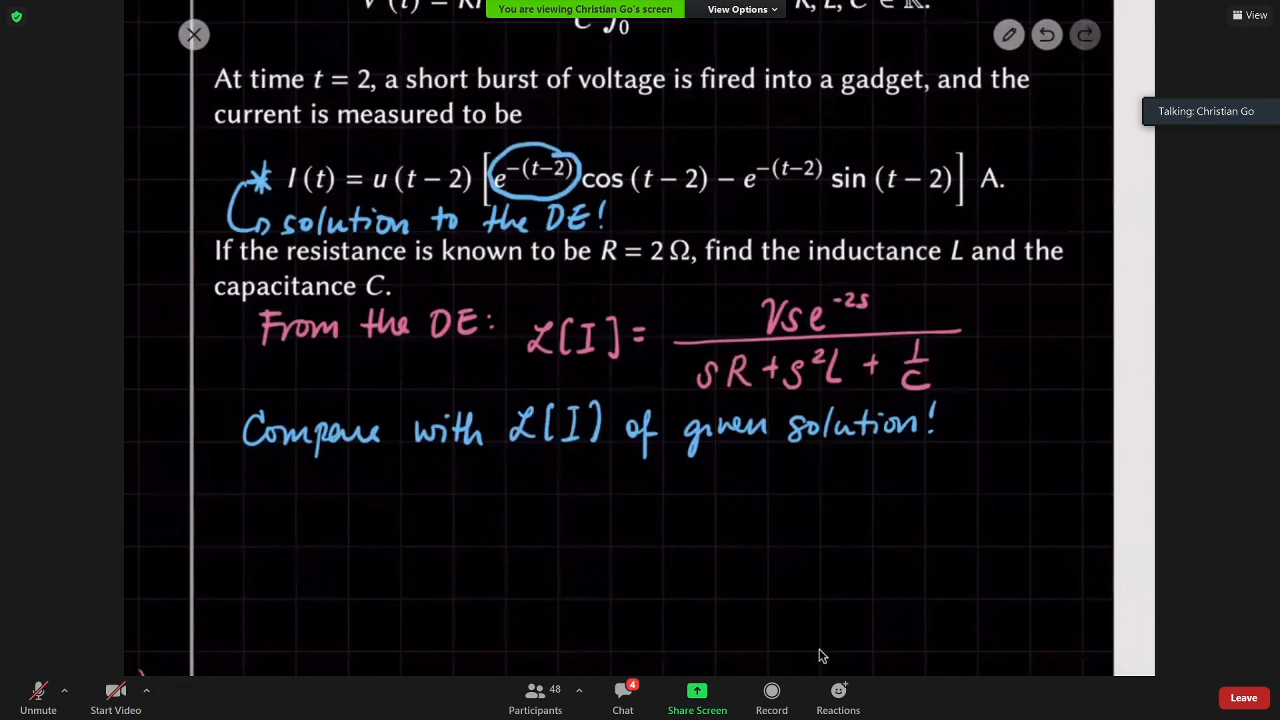 You are viewing Christian Go's screen
View Options
View
Talking: Christian Go
At time t = 2, a short burst of voltage is fired into a gadget, and the
current is measured to be
* I (t) = u (t − 2) [e^−(t−2) cos (t − 2) − e^−(t−2) sin (t − 2)] A.
solution to the DE!
If the resistance is known to be R = 2 Ω, find the inductance L and the
capacitance C.
From the DE: ℒ[I] = γse^-2s / sR + s²L + 1/C
Compare with ℒ[I] of given solution!
Unmute
Start Video
48
Participants
4
Chat
Share Screen
Record
Reactions
Leave